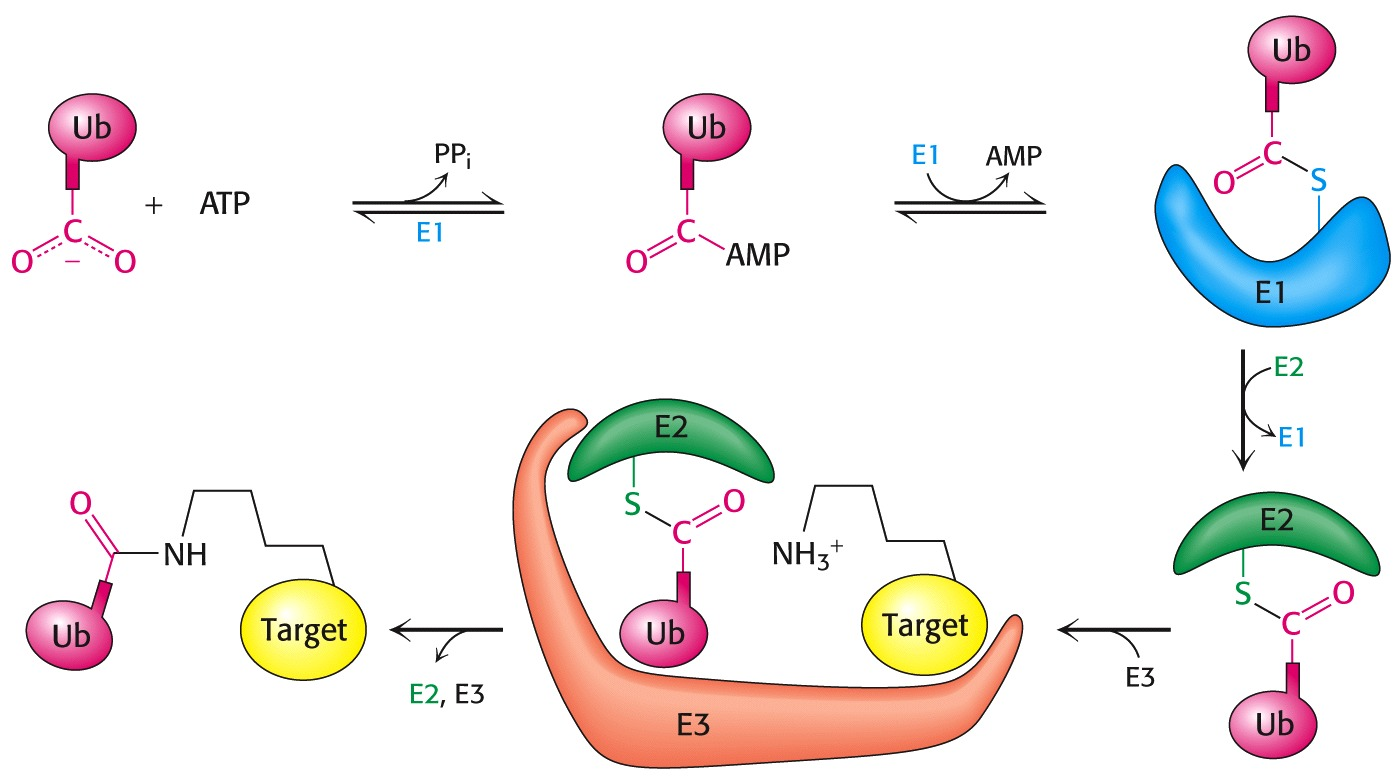 Ub
C
O
O
−
+
ATP
PPi
E1
Ub
C
O
AMP
E1
AMP
Ub
C
O
S
E1
E2
E1
E2
S
C
O
Ub
E3
E2
S
C
O
Ub
NH3+
Target
E3
E2, E3
O
NH
Ub
Target